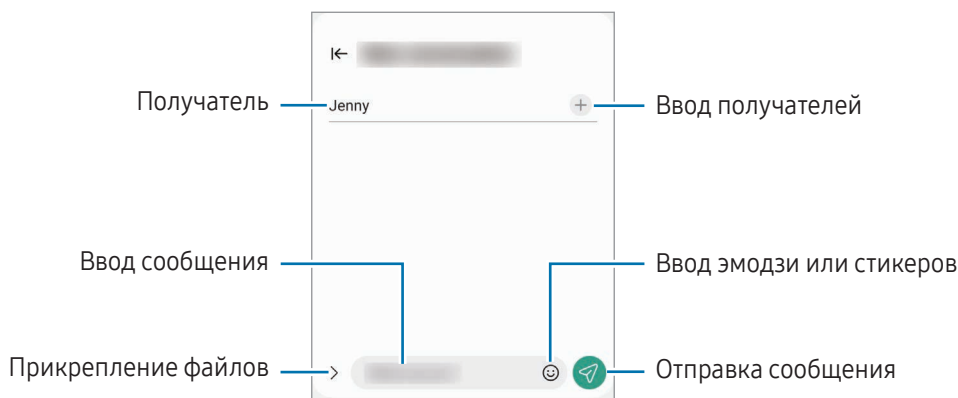 Получатель
Jenny
Ввод получателей
Ввод сообщения
Ввод эмодзи или стикеров
Прикрепление файлов
Отправка сообщения